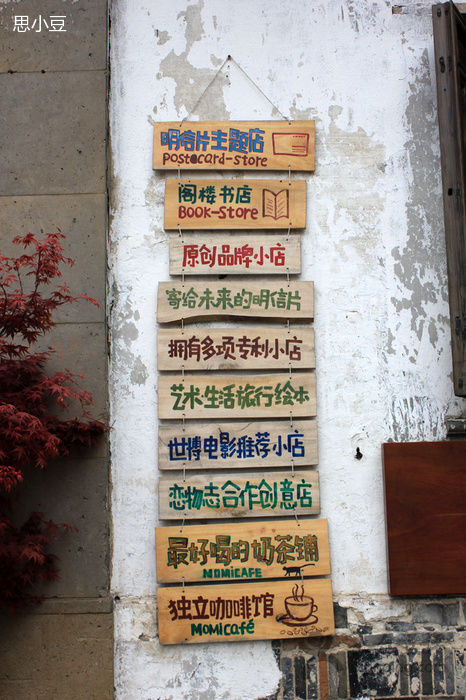 思小豆
明信片主题店
Postacard-store
阁楼书店
Book-Store
原创品牌小店
寄给未来的明信片
拥有多项专利小店
艺术生活旅行绘本
世博电影推荐小店
恋物志合作创意店
最好喝的奶茶铺
MOMICAFE
独立咖啡馆
MOMICafé